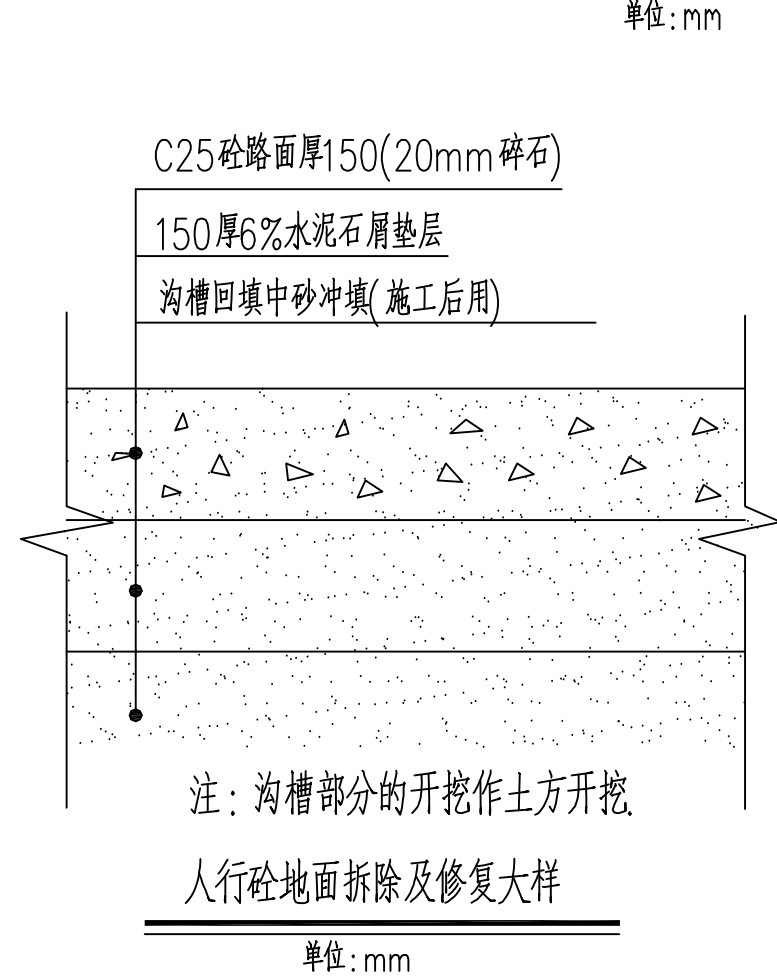 单位:mm
C25砼路面厚150(20mm碎石)
150厚6%水泥石屑垫层
沟槽回填中砂冲填(施工后用)
注:沟槽部分的开挖作土方开挖.
人行砼地面拆除及修复大样
单位:mm